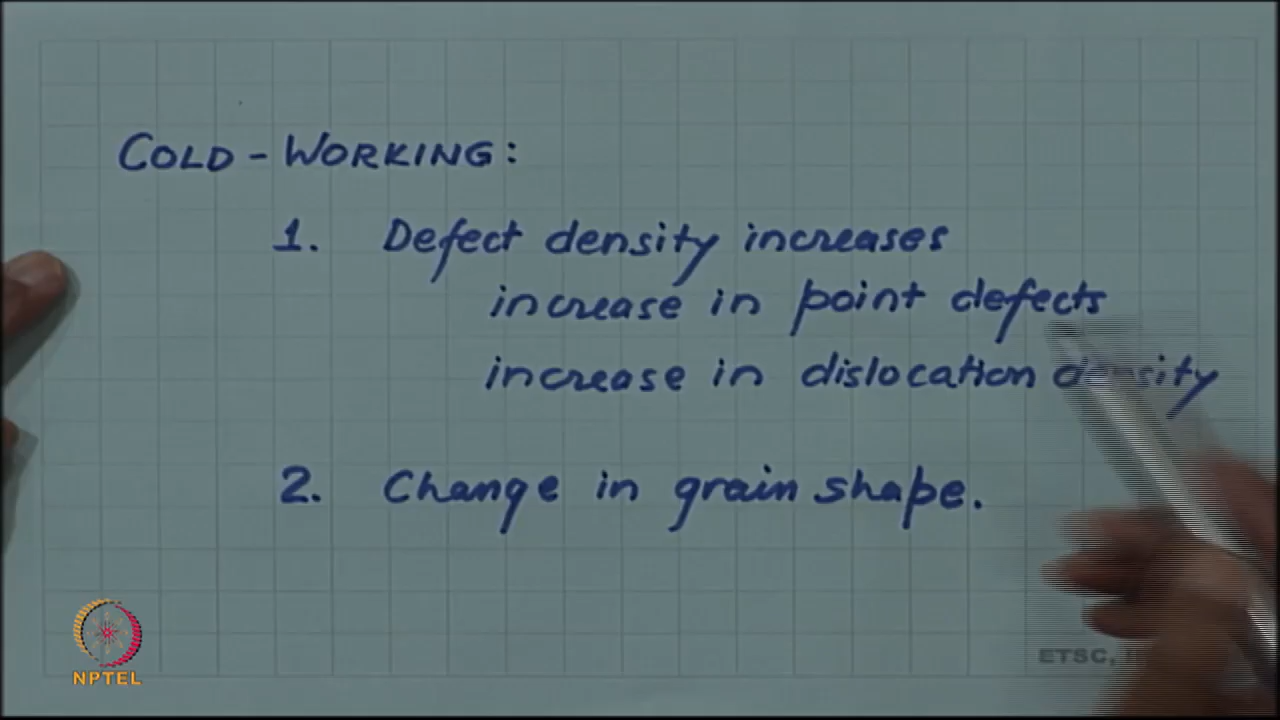 COLD-WORKING:
1. Defect density increases
increase in point defects
increase in dislocation density
2. Change in grain shape.
NPTEL
ETSC,